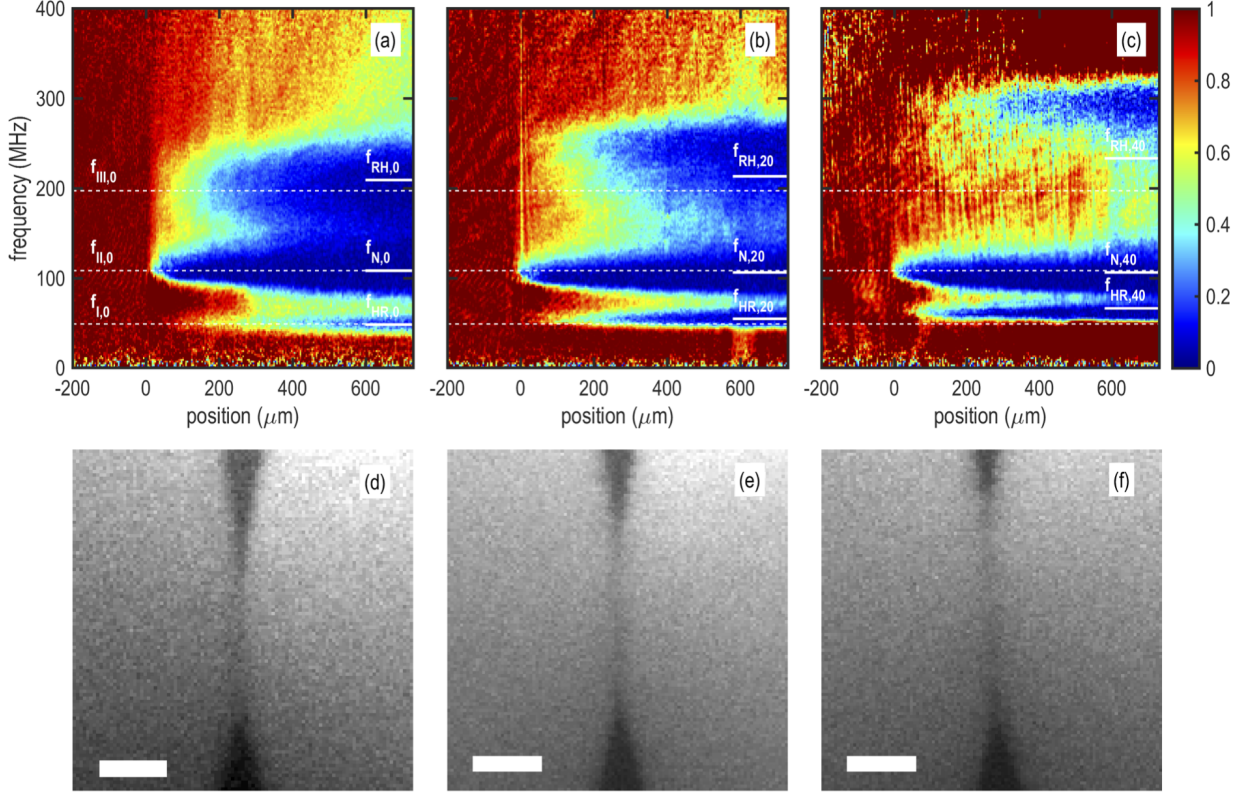 400
300
200
100
0
frequency (MHz)
-200 0 200 400 600
position (μm)
(a)
f_III,0
f_II,0
f_I,0
f_RH,0
f_N,0
f_HR,0
-200 0 200 400 600
position (μm)
(b)
f_RH,20
f_N,20
f_HR,20
-200 0 200 400 600
position (μm)
(c)
f_RH,40
f_N,40
f_HR,40
1
0.8
0.6
0.4
0.2
0
(d)
(e)
(f)